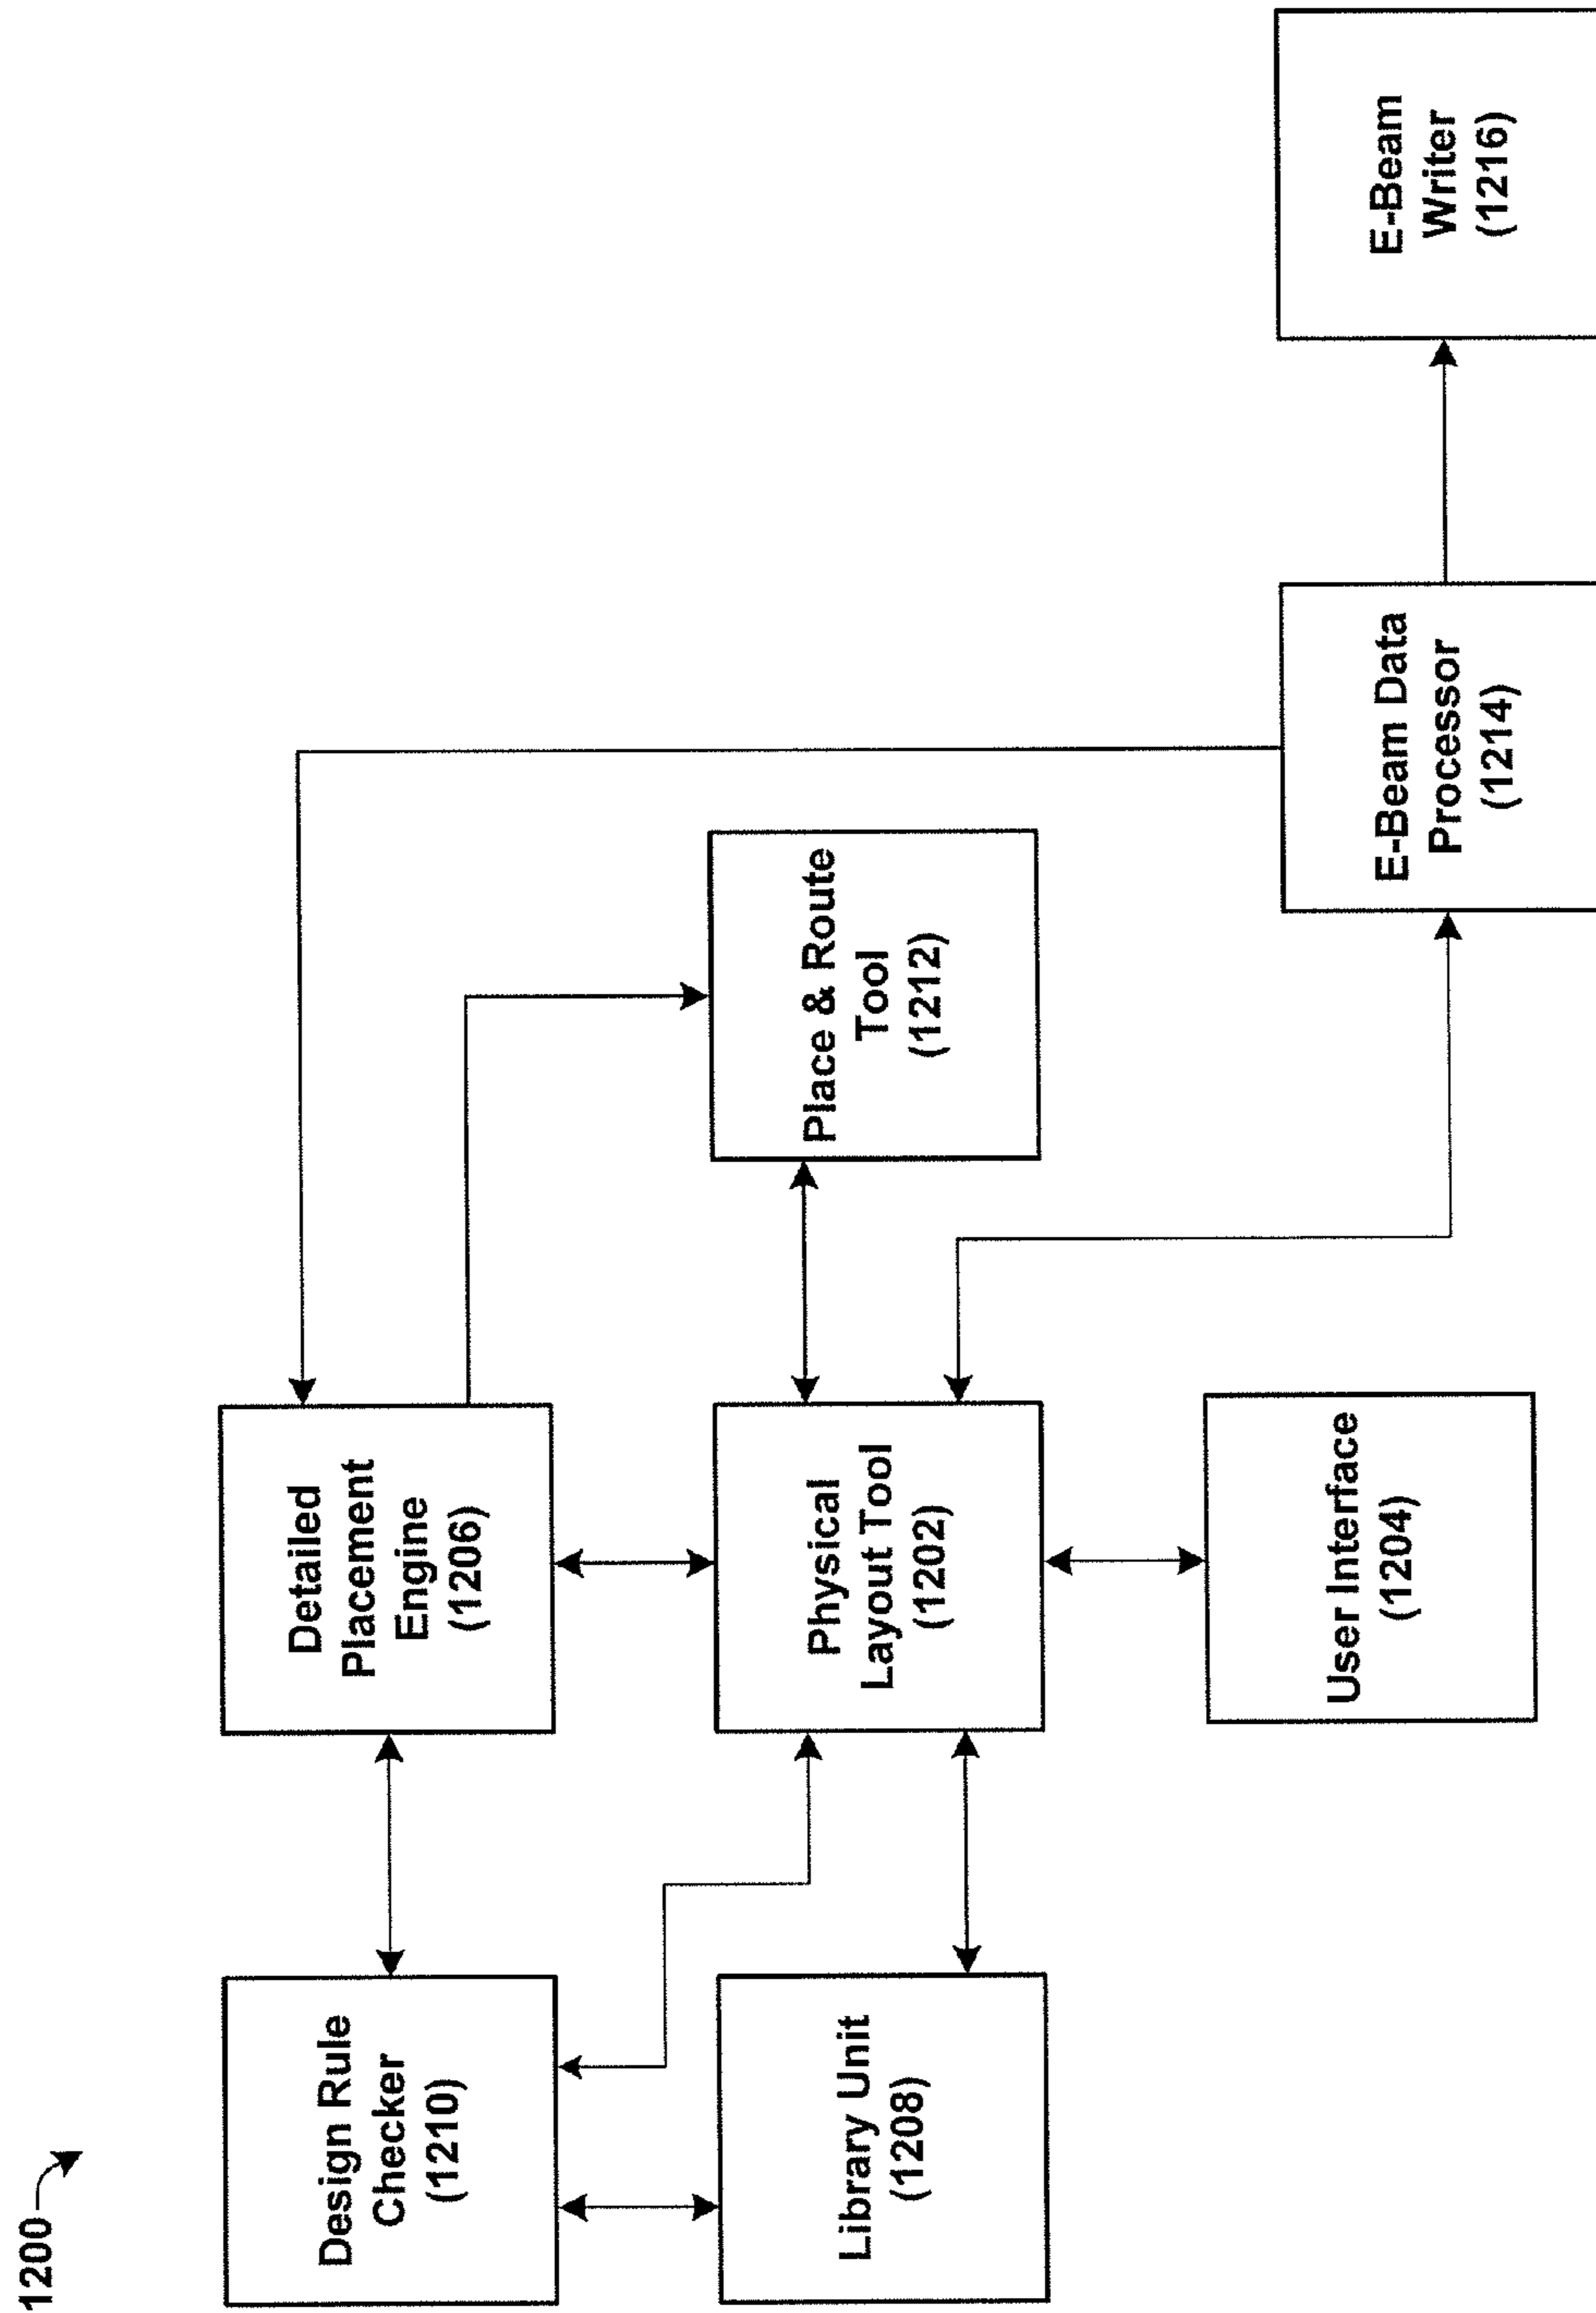 1200
Design Rule
Checker
(1210)
Detailed
Placement
Engine
(1206)
Library Unit
(1208)
Physical
Layout Tool
(1202)
Place & Route
Tool
(1212)
User Interface
(1204)
E-Beam Data
Processor
(1214)
E-Beam
Writer
(1216)